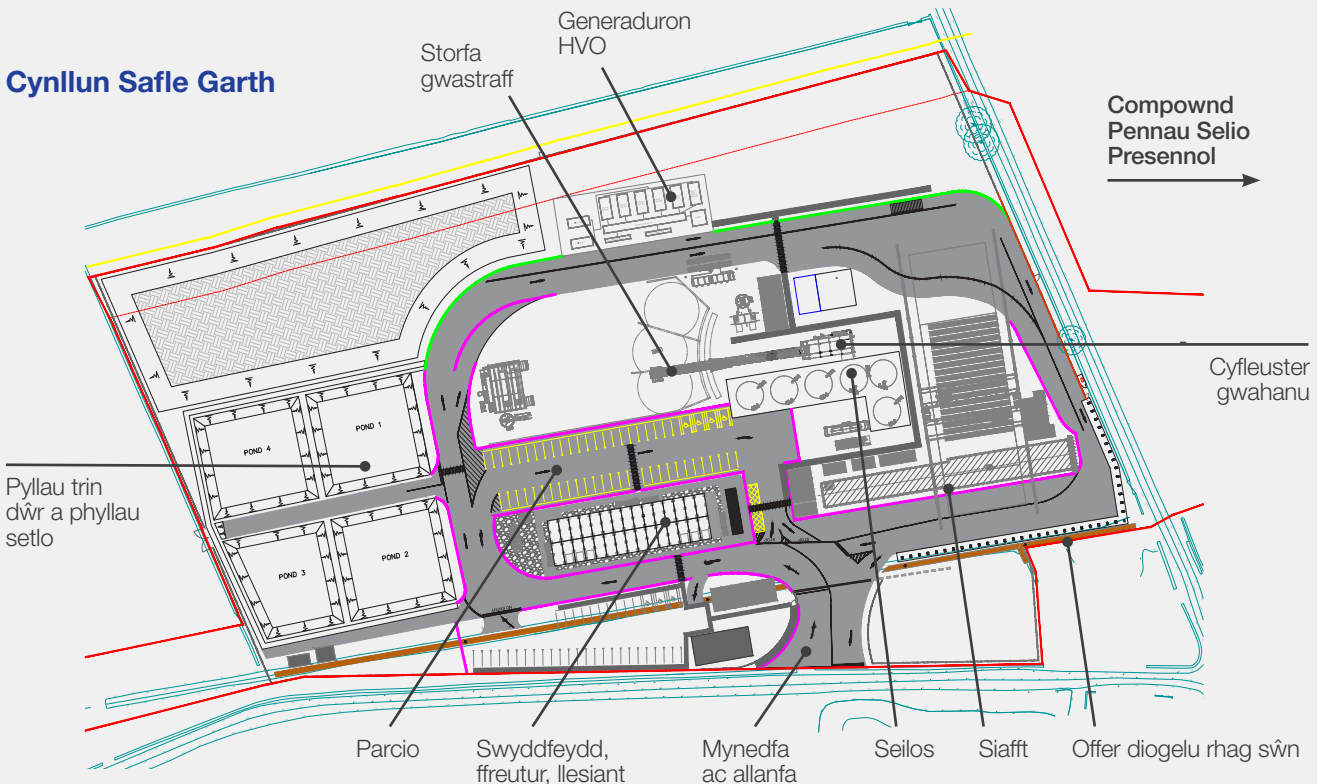 Cynllun Safle Garth
Storfa
gwastraff
Generaduron
HVO
Compownd
Pennau Selio
Presennol
Cyfleuster
gwahanu
POND 4
POND 1
POND 3
POND 2
Pyllau trin
dŵr a phyllau
setlo
Parcio
Swyddfeydd,
ffreutur, llesiant
Mynedfa
ac allanfa
Seilos
Siafft
Offer diogelu rhag sŵn